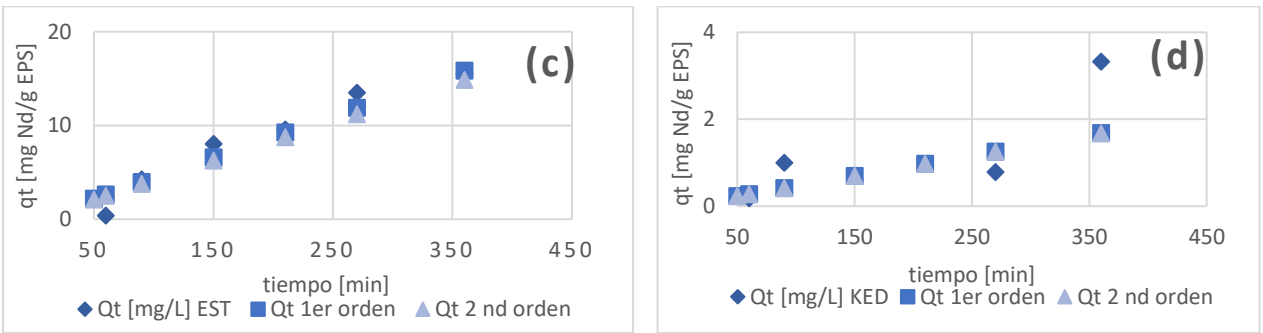 (c)
qt [mg Nd/g EPS]
20
10
0
50 150 250 350 450
tiempo [min]
Qt [mg/L] EST Qt 1er orden Qt 2 nd orden
(d)
qt [mg Nd/g EPS]
4
2
0
50 150 250 350 450
tiempo [min]
Qt [mg/L] KED Qt 1er orden Qt 2 nd orden